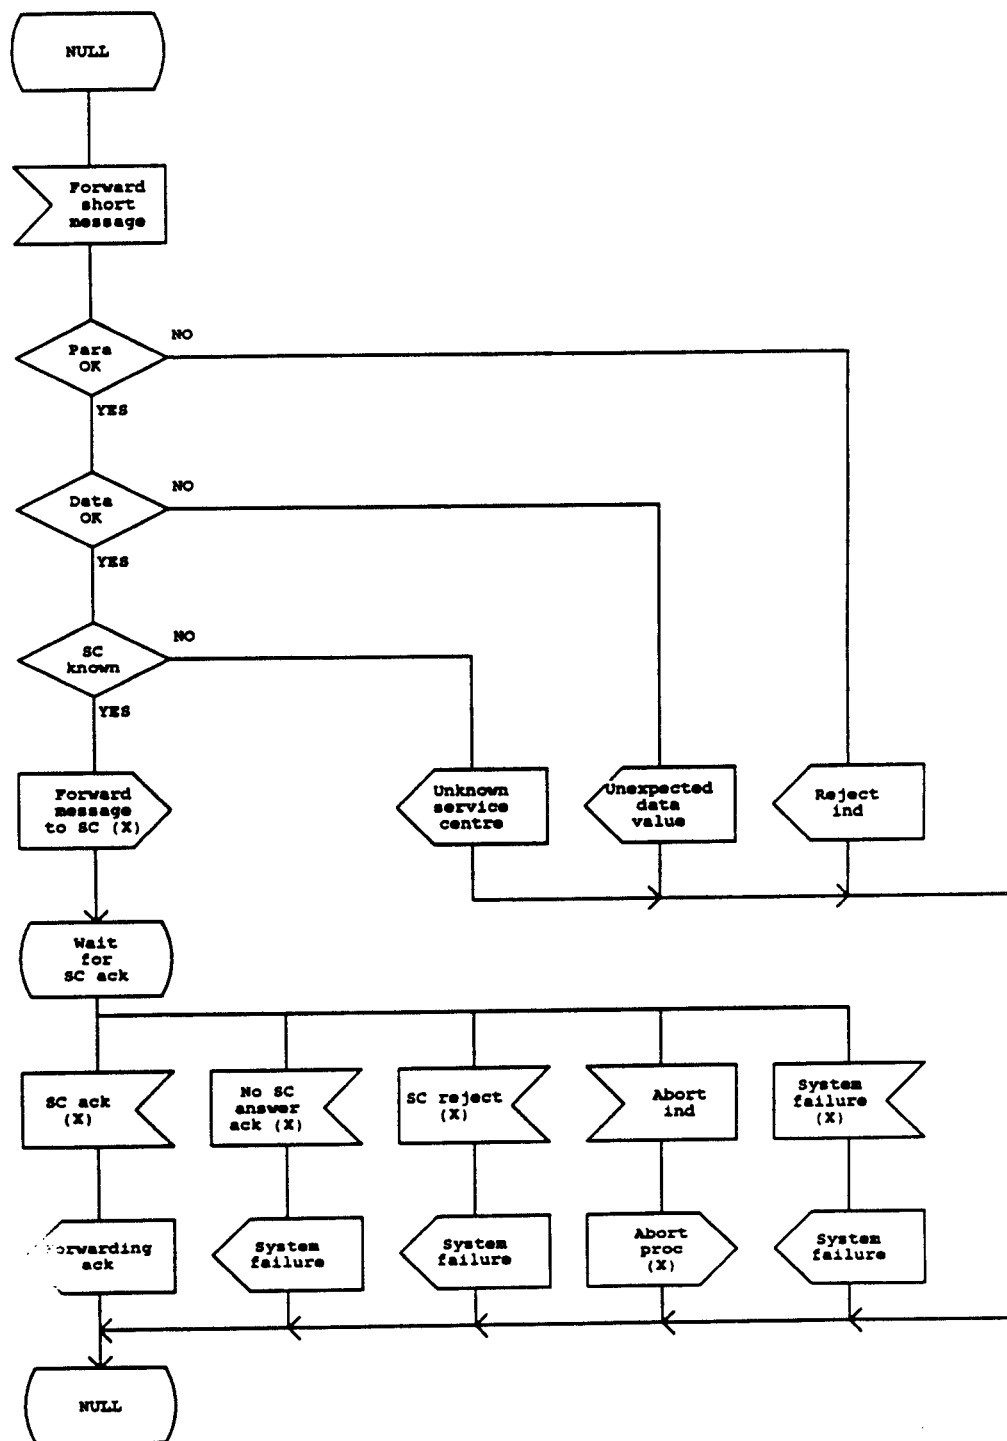 NULL
Forward
short
message
Para
OK
NO
YES
Data
OK
NO
YES
SC
known
NO
YES
Forward
message
to SC (X)
Unknown
service
centre
Unexpected
data
value
Reject
ind
Wait
for
SC ack
SC ack
(X)
No SC
answer
ack (X)
SC reject
(X)
Abort
ind
System
failure
(X)
orwarding
ack
System
failure
System
failure
Abort
proc
(X)
System
failure
NULL